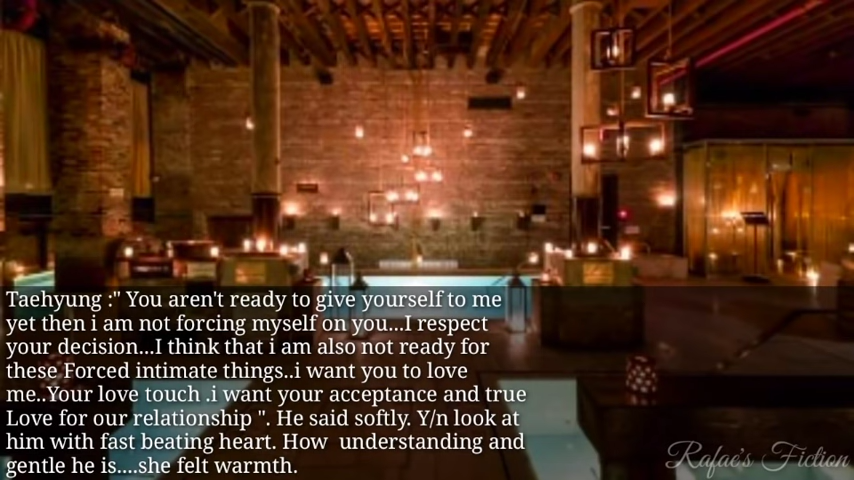 Taehyung :" You aren't ready to give yourself to me
yet then i am not forcing myself on you...I respect
your decision...I think that i am also not ready for
these Forced intimate things..i want you to love
me..Your love touch .i want your acceptance and true
Love for our relationship ". He said softly. Y/n look at
him with fast beating heart. How understanding and
gentle he is....she felt warmth.
Rafae's Fiction